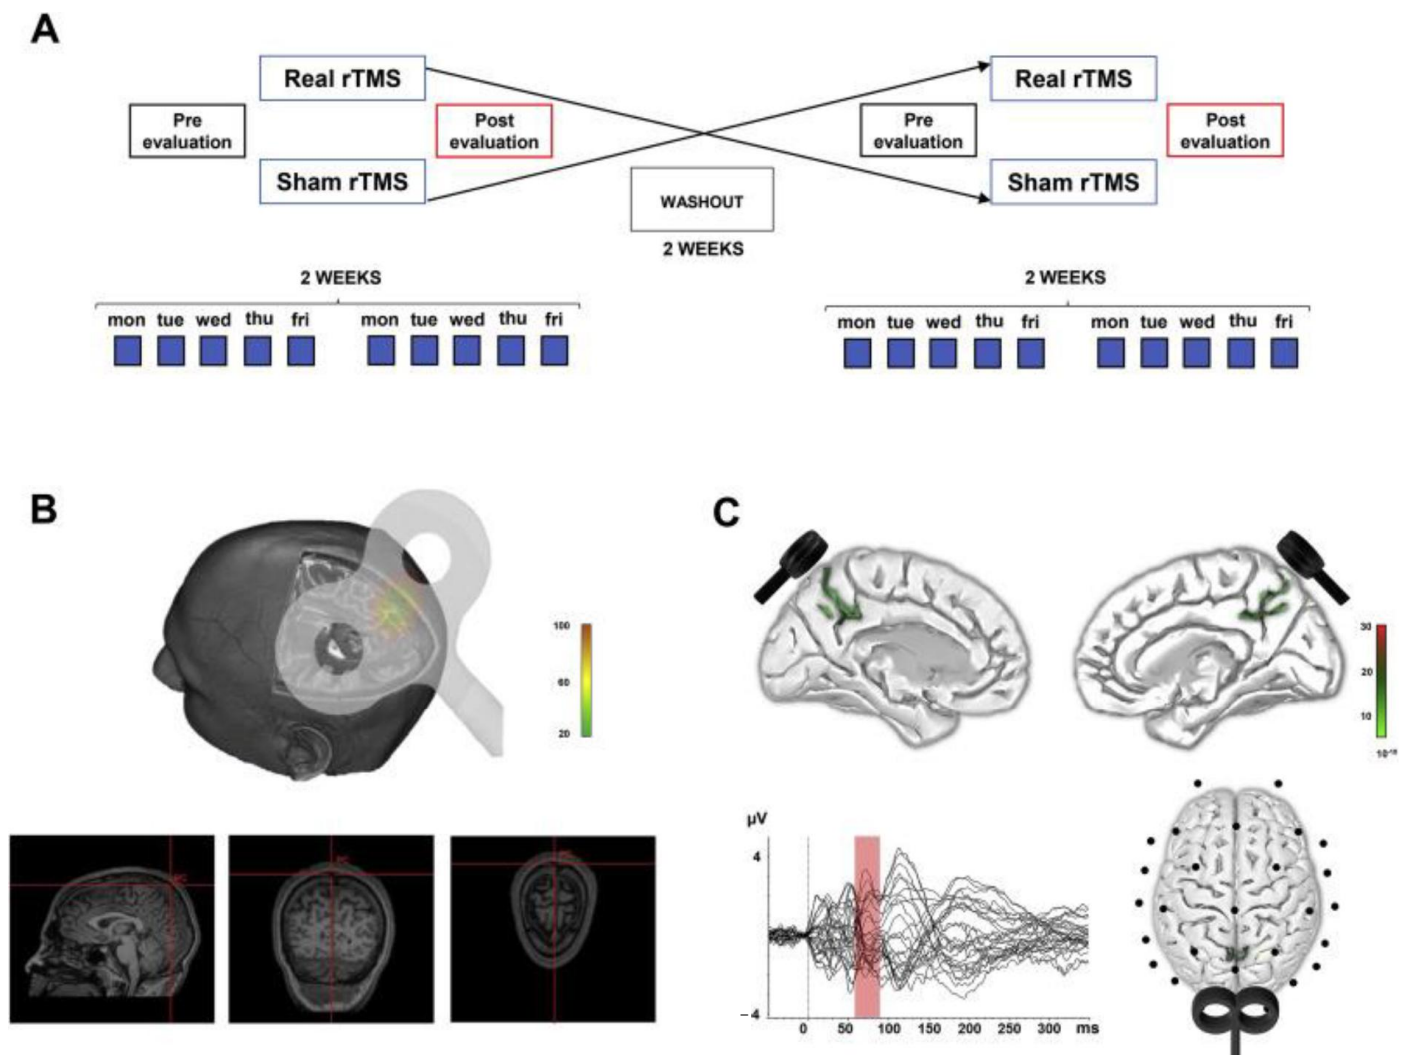 A
Real rTMS
Real rTMS
Pre
evaluation
Post
evaluation
Pre
evaluation
Post
evaluation
Sham rTMS
Sham rTMS
WASHOUT
2 WEEKS
2 WEEKS
mon tue wed thu fri mon tue wed thu fri
2 WEEKS
mon tue wed thu fri mon tue wed thu fri
B
100
60
20
C
30
20
10
µV
4
-4
0 50 100 150 200 250 300 ms